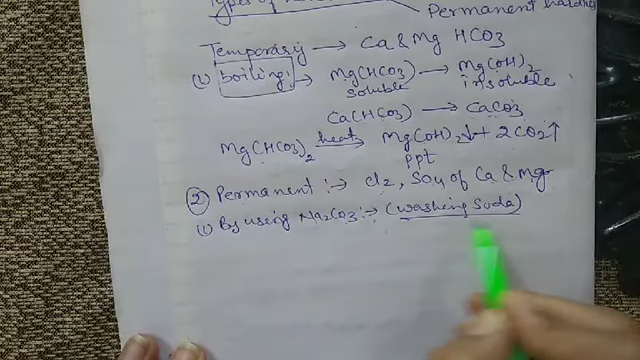 Types of
Permanent hardness
Temporary → Ca & Mg HCO3
(1) boiling: → Mg(HCO3) → Mg(OH)2
soluble insoluble
Ca(HCO3) → CaCO3
Mg(HCO3)2 heat→ Mg(OH)2↓ + 2CO2↑
ppt
(2) Permanent :→ Cl2, SO4 of Ca & Mg
(1) By using Na2CO3 :→ (washing soda)